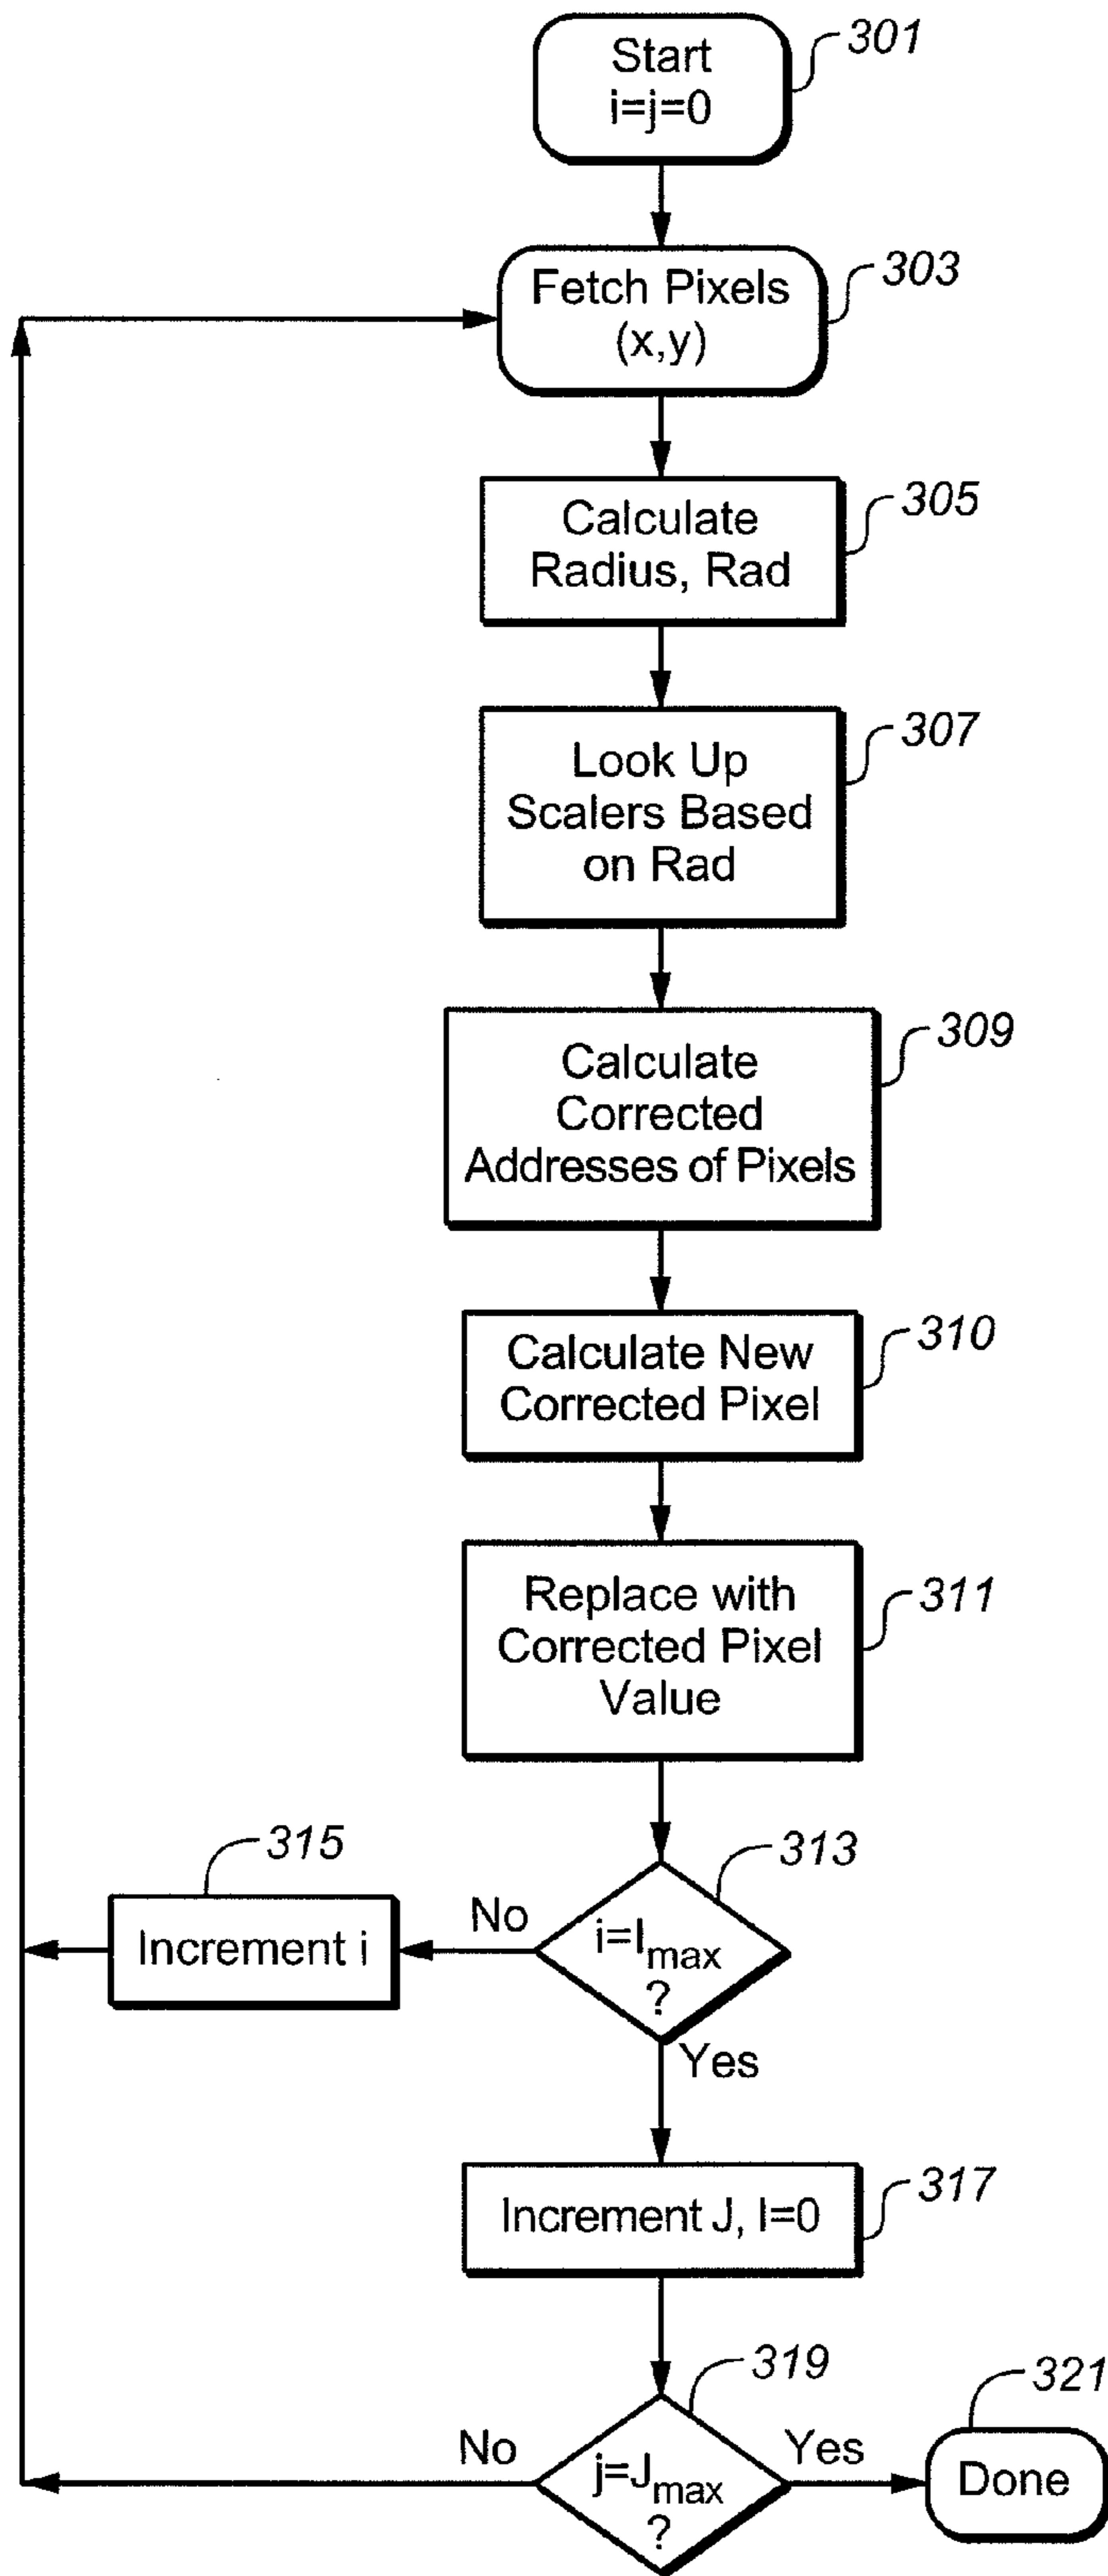 Start
i=j=0
301
Fetch Pixels
(x,y)
303
Calculate
Radius, Rad
305
Look Up
Scalers Based
on Rad
307
Calculate
Corrected
Addresses of Pixels
309
Calculate New
Corrected Pixel
310
Replace with
Corrected Pixel
Value
311
i=Imax
?
313
No
Increment i
315
Yes
Increment J, I=0
317
j=Jmax
?
319
No
Yes
Done
321